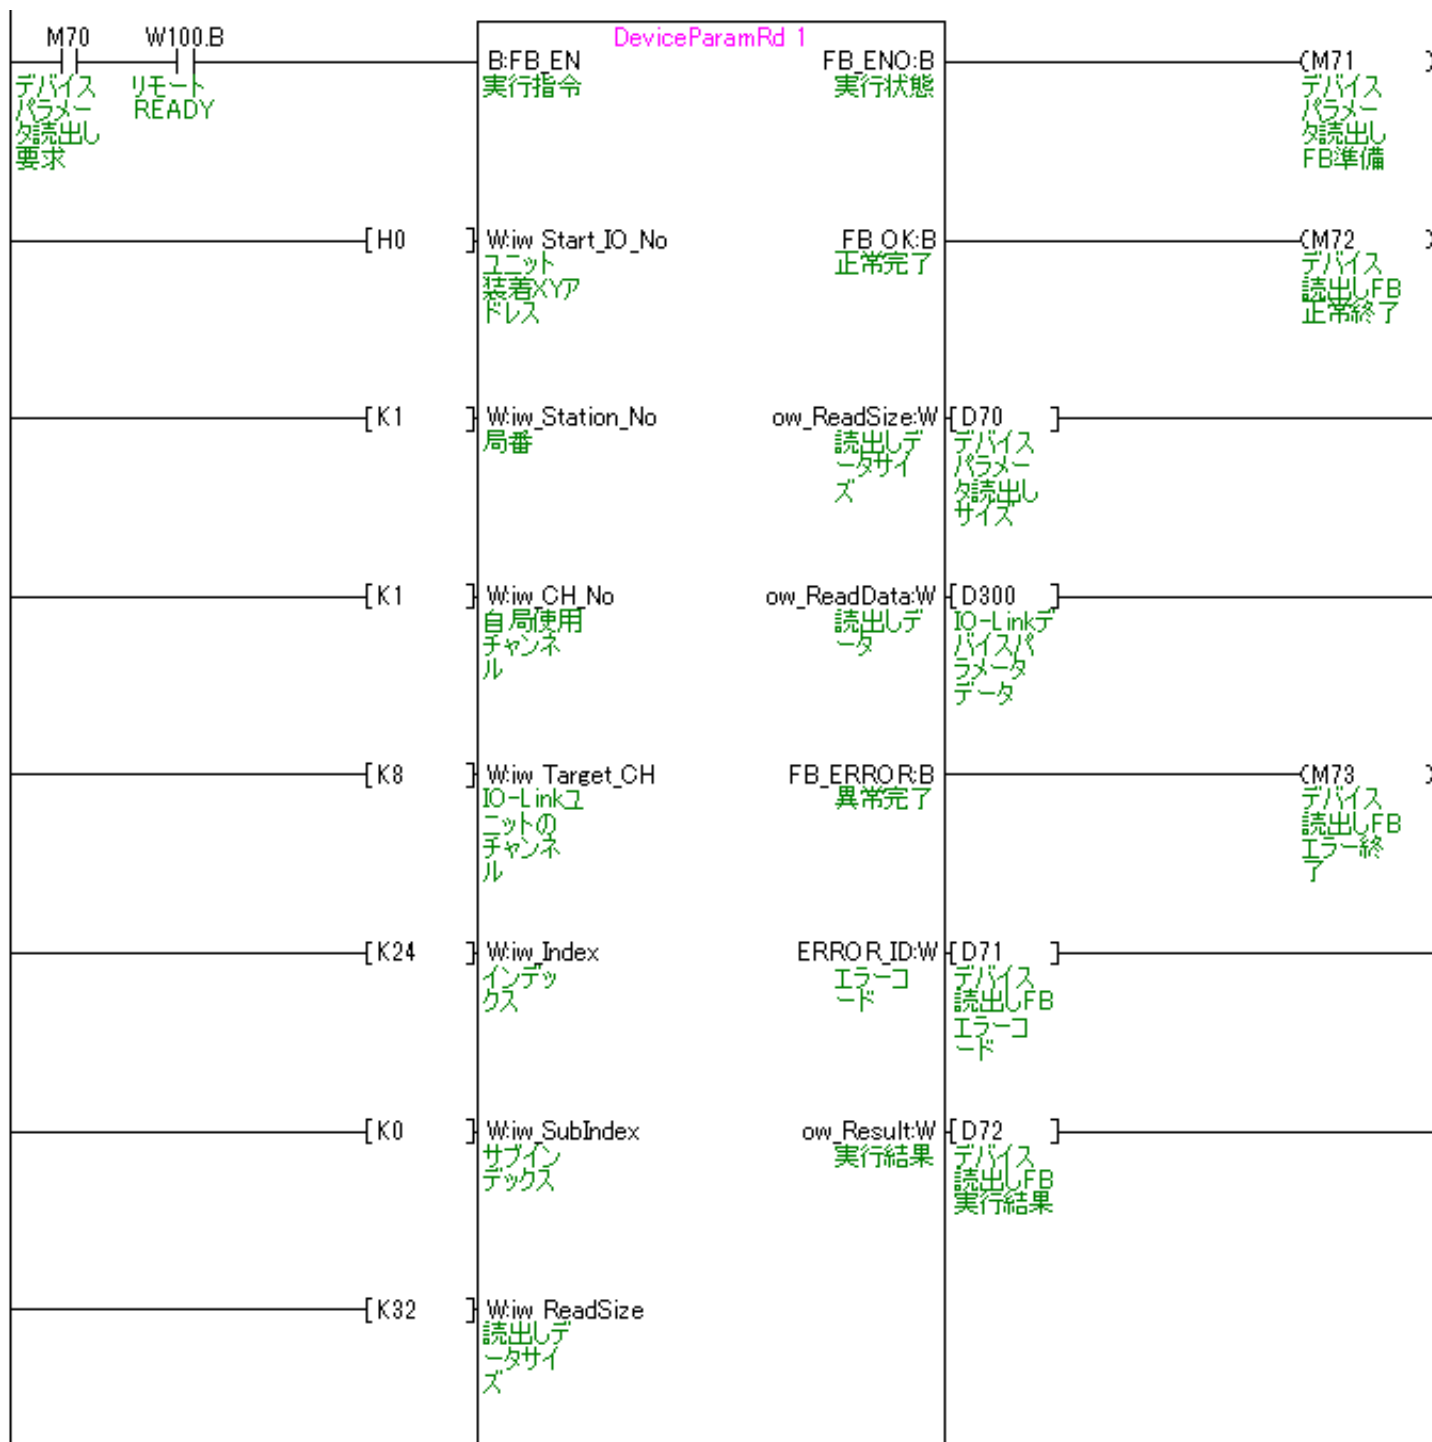 DeviceParamRd 1
M70 W100.B
デバイス
パラメー
タ読出し
要求
リモート
READY
B:FB_EN
実行指令
FB_ENO:B
実行状態
(M71 )
デバイス
パラメー
タ読出し
FB準備
[H0 ]
W:iw_Start_IO_No
ユニット
装着XYア
ドレス
FB_OK:B
正常完了
(M72 )
デバイス
読出しFB
正常終了
[K1 ]
W:iw_Station_No
局番
ow_ReadSize:W
読出しデ
ータサイ
ズ
[D70 ]
デバイス
パラメー
タ読出し
サイズ
[K1 ]
W:iw_CH_No
自局使用
チャンネ
ル
ow_ReadData:W
読出しデ
ータ
[D300 ]
IO-Linkデ
バイスパ
ラメータ
データ
[K8 ]
W:iw_Target_CH
IO-Linkユ
ニットの
チャンネ
ル
FB_ERROR:B
異常完了
(M73 )
デバイス
読出しFB
エラー終
了
[K24 ]
W:iw_Index
インデッ
クス
ERROR_ID:W
エラーコ
ード
[D71 ]
デバイス
読出しFB
エラーコ
ード
[K0 ]
W:iw_SubIndex
サブイン
デックス
ow_Result:W
実行結果
[D72 ]
デバイス
読出しFB
実行結果
[K32 ]
W:iw_ReadSize
読出しデ
ータサイ
ズ